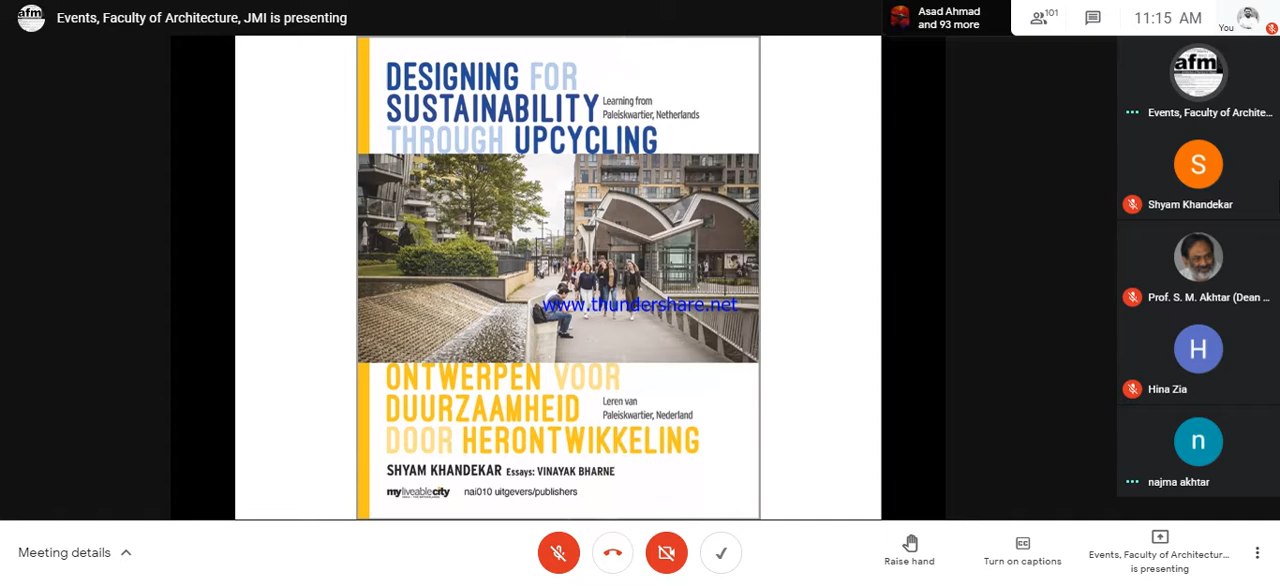 afm
Events, Faculty of Architecture, JMI is presenting
Asad Ahmad
and 93 more
101
11:15 AM
You
DESIGNING FOR
SUSTAINABILITY
THROUGH UPCYCLING
Learning from
Paleiskwartier, Netherlands
www.thundershare.net
ONTWERPEN VOOR
DUURZAAMHEID
DOOR HERONTWIKKELING
Leren van
Paleiskwartier, Nederland
SHYAM KHANDEKAR Essays: VINAYAK BHARNE
myliveablecity
nai010 uitgevers/publishers
afm
Events, Faculty of Archite...
S
Shyam Khandekar
Prof. S. M. Akhtar (Dean ...
H
Hina Zia
n
najma akhtar
Meeting details
Raise hand
CC
Turn on captions
Events, Faculty of Architectur...
is presenting